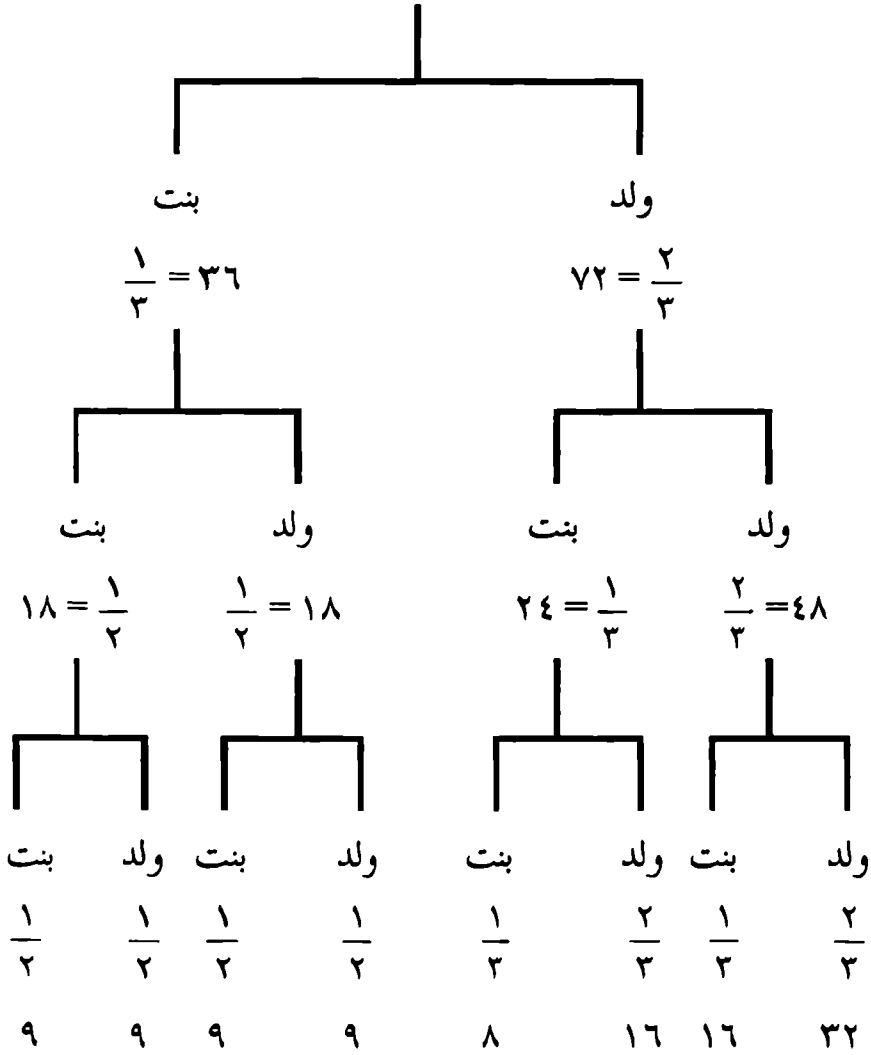 ولد بنت
٧٢ = ٢/٣ ١/٣ = ٣٦
ولد بنت ولد بنت
٢/٣ =٤٨ ٢٤ = ١/٣ ١/٢ = ١٨ ١٨ = ١/٢
ولد بنت ولد بنت ولد بنت ولد بنت
٢/٣ ١/٣ ٢/٣ ١/٣ ١/٢ ١/٢ ١/٢ ١/٢
٣٢ ١٦ ١٦ ٨ ٩ ٩ ٩ ٩